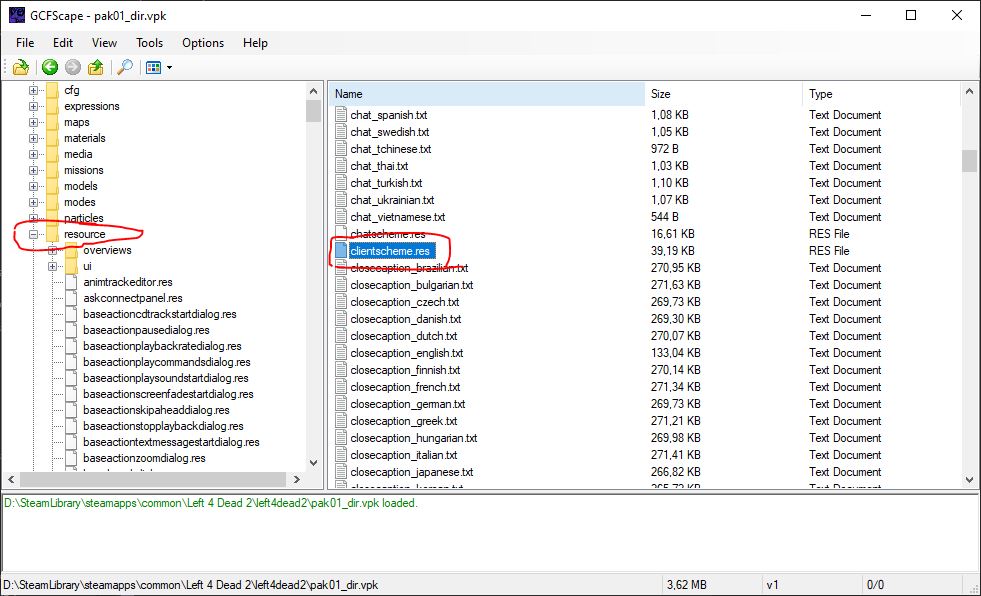 GCFScape - pak01_dir.vpk
File Edit View Tools Options Help
cfg
expressions
maps
materials
media
missions
models
modes
particles
resource
overviews
ui
animtrackeditor.res
askconnectpanel.res
baseactioncdtrackstartdialog.res
baseactionpausedialog.res
baseactionplaybackratedialog.res
baseactionplaycommandsdialog.res
baseactionplaysoundstartdialog.res
baseactionscreenfadestartdialog.res
baseactionskipaheaddialog.res
baseactionstopplaybackdialog.res
baseactiontextmessagestartdialog.res
baseactionzoomdialog.res
Name Size Type
chat_spanish.txt 1,08 KB Text Document
chat_swedish.txt 1,05 KB Text Document
chat_tchinese.txt 972 B Text Document
chat_thai.txt 1,03 KB Text Document
chat_turkish.txt 1,10 KB Text Document
chat_ukrainian.txt 1,07 KB Text Document
chat_vietnamese.txt 544 B Text Document
chatscheme.res 16,61 KB RES File
clientscheme.res 39,19 KB RES File
closecaption_brazilian.txt 270,95 KB Text Document
closecaption_bulgarian.txt 271,63 KB Text Document
closecaption_czech.txt 269,73 KB Text Document
closecaption_danish.txt 269,30 KB Text Document
closecaption_dutch.txt 270,07 KB Text Document
closecaption_english.txt 133,04 KB Text Document
closecaption_finnish.txt 270,14 KB Text Document
closecaption_french.txt 271,34 KB Text Document
closecaption_german.txt 269,73 KB Text Document
closecaption_greek.txt 271,21 KB Text Document
closecaption_hungarian.txt 269,98 KB Text Document
closecaption_italian.txt 271,41 KB Text Document
closecaption_japanese.txt 266,82 KB Text Document
D:\SteamLibrary\steamapps\common\Left 4 Dead 2\left4dead2\pak01_dir.vpk loaded.
D:\SteamLibrary\steamapps\common\Left 4 Dead 2\left4dead2\pak01_dir.vpk 3,62 MB v1 0/0